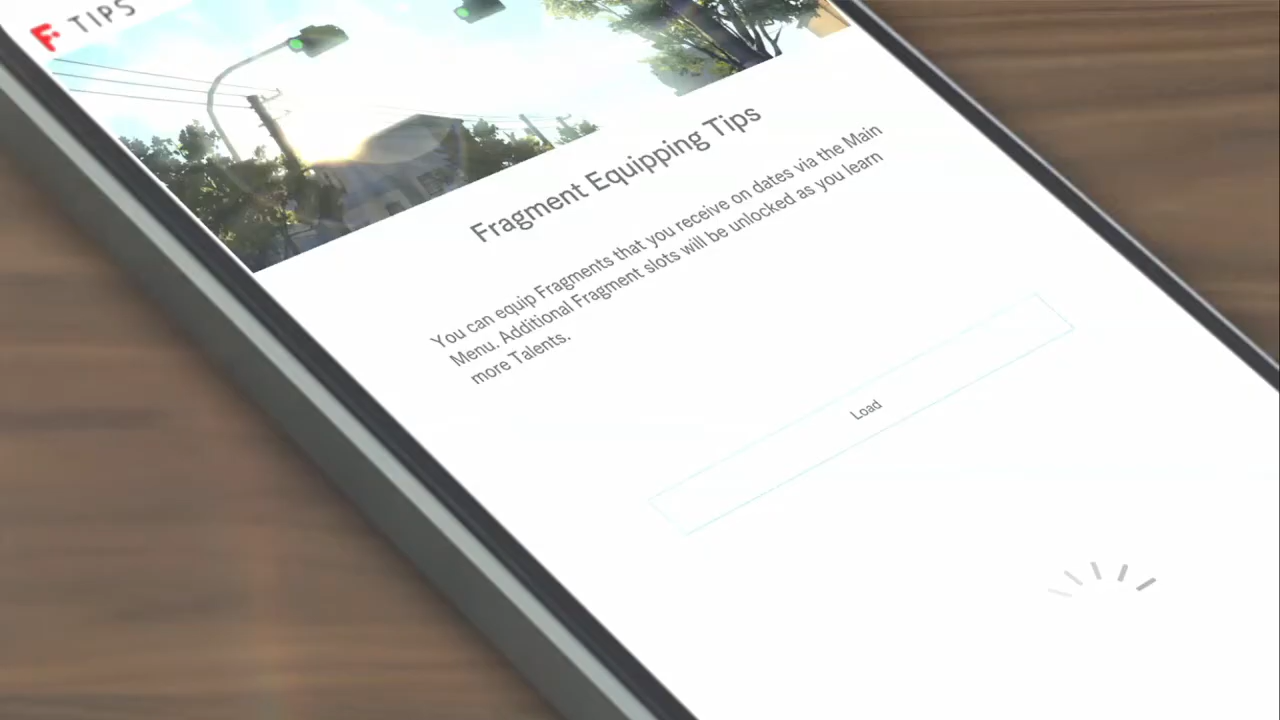 F TIPS
Fragment Equipping Tips
You can equip Fragments that you receive on dates via the Main
Menu. Additional Fragment slots will be unlocked as you learn
more Talents.
Load